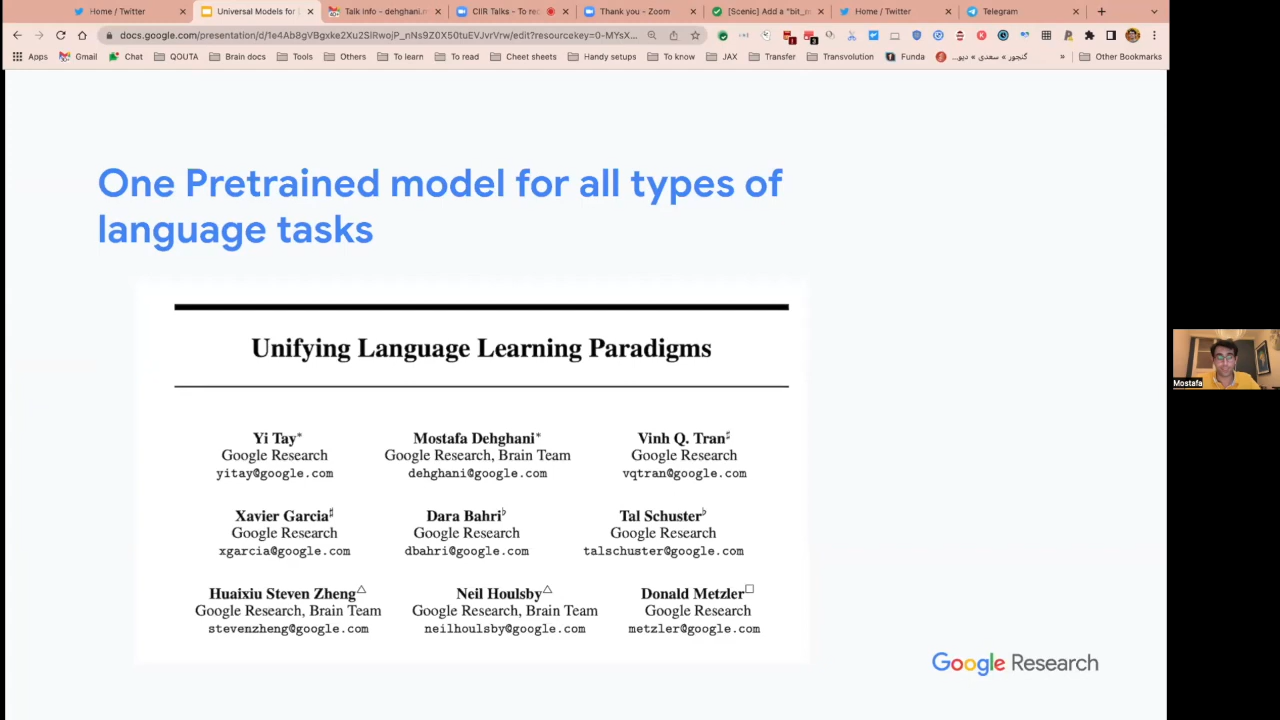 Home / Twitter
Universal Models for
Talk Info - dehghani.m
CIIR Talks - To rec
Thank you - Zoom
[Scenic] Add a "bit_re
Home / Twitter
Telegram
docs.google.com/presentation/d/1e4Ab8gVBgxke2Xu2SlRwojP_nNs9Z0X50tuEVJvrVrw/edit?resourcekey=0-MYsX...
Apps
Gmail
Chat
QOUTA
Brain docs
Tools
Others
To learn
To read
Cheet sheets
Handy setups
To know
JAX
Transfer
Transvolution
Funda
گنجور » سعدی » دیو...
»
Other Bookmarks
One Pretrained model for all types of
language tasks
Unifying Language Learning Paradigms
Yi Tay* Mostafa Dehghani* Vinh Q. Tran♯
Google Research Google Research, Brain Team Google Research
yitay@google.com dehghani@google.com vqtran@google.com
Xavier Garcia♯ Dara Bahri♭ Tal Schuster♭
Google Research Google Research Google Research
xgarcia@google.com dbahri@google.com talschuster@google.com
Huaixiu Steven Zheng△ Neil Houlsby△ Donald Metzler□
Google Research, Brain Team Google Research, Brain Team Google Research
stevenzheng@google.com neilhoulsby@google.com metzler@google.com
Google Research
Mostafa